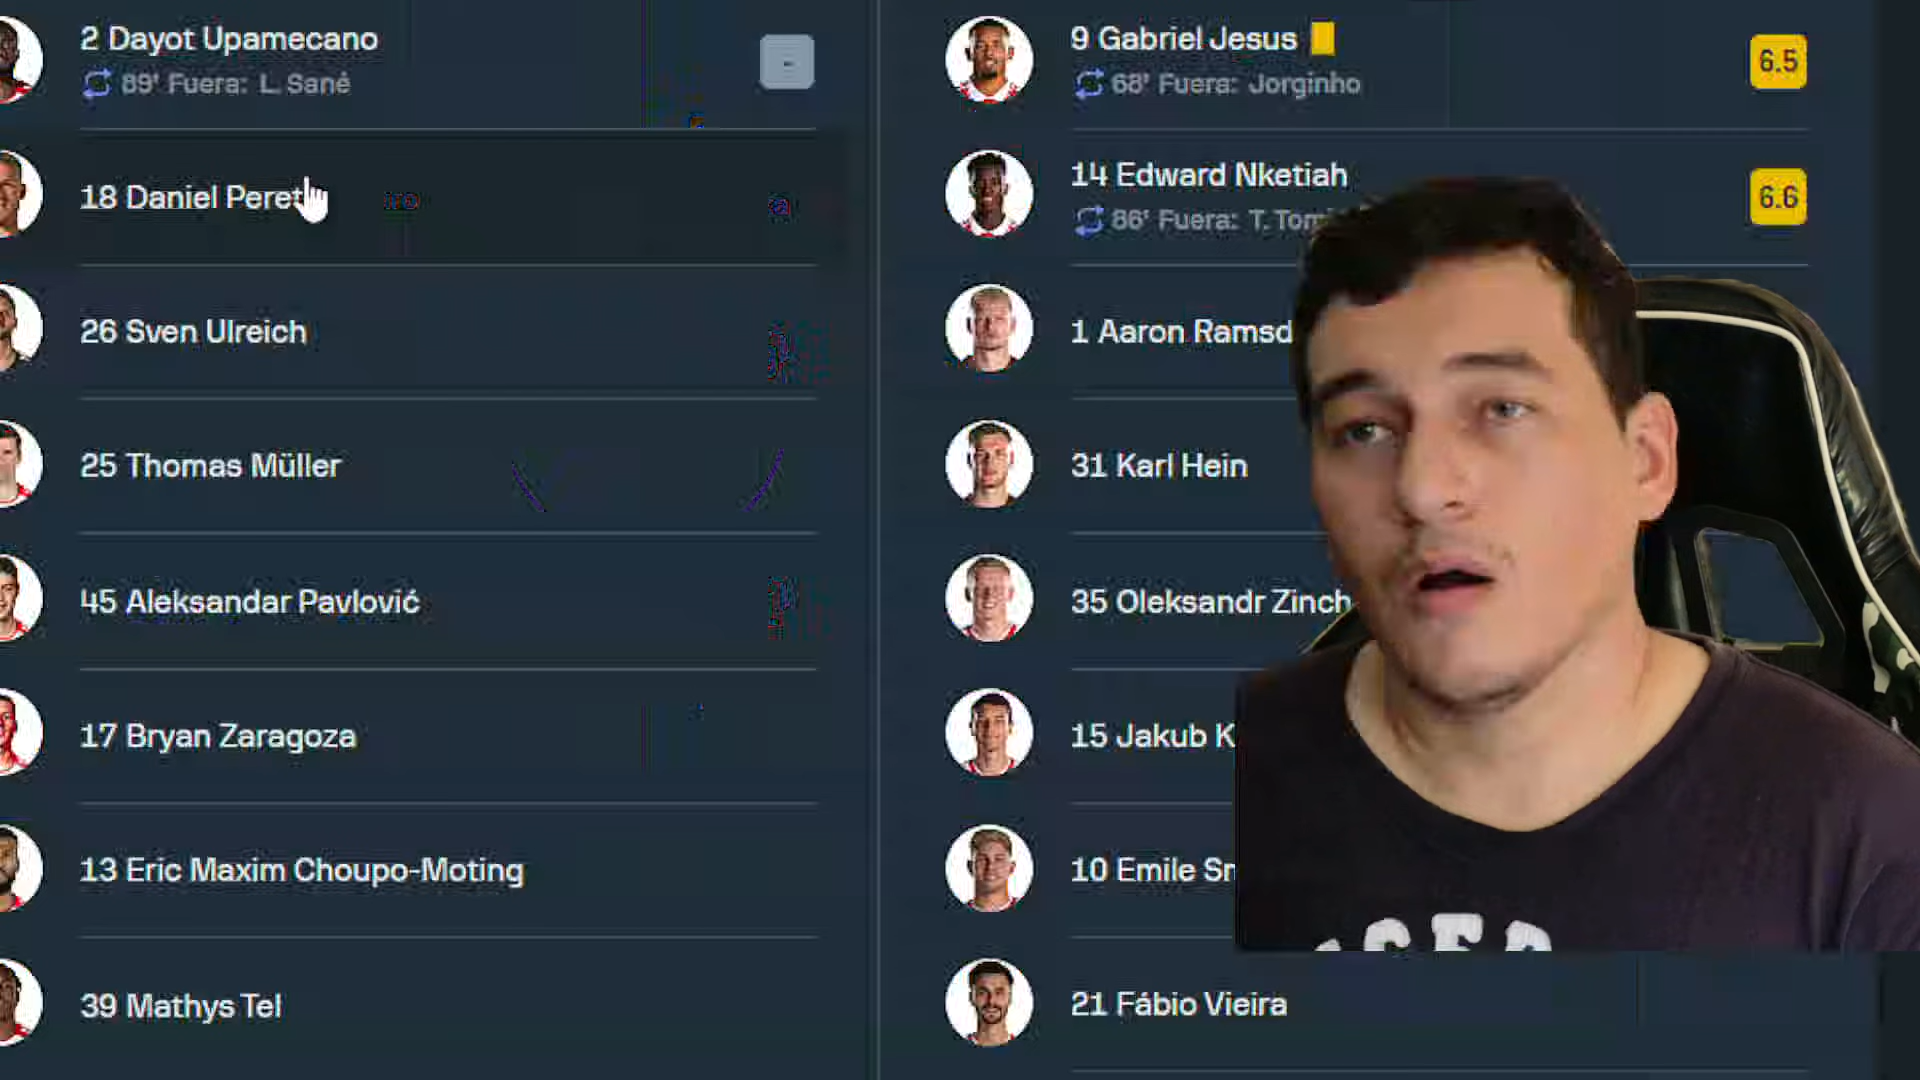 2 Dayot Upamecano
89' Fuera: L. Sané
-
18 Daniel Peret
26 Sven Ulreich
25 Thomas Müller
45 Aleksandar Pavlović
17 Bryan Zaragoza
13 Eric Maxim Choupo-Moting
39 Mathys Tel
9 Gabriel Jesus
68' Fuera: Jorginho
6.5
14 Edward Nketiah
86' Fuera: T. Tom
6.6
1 Aaron Ramsd
31 Karl Hein
35 Oleksandr Zinch
15 Jakub K
10 Emile Sm
21 Fábio Vieira